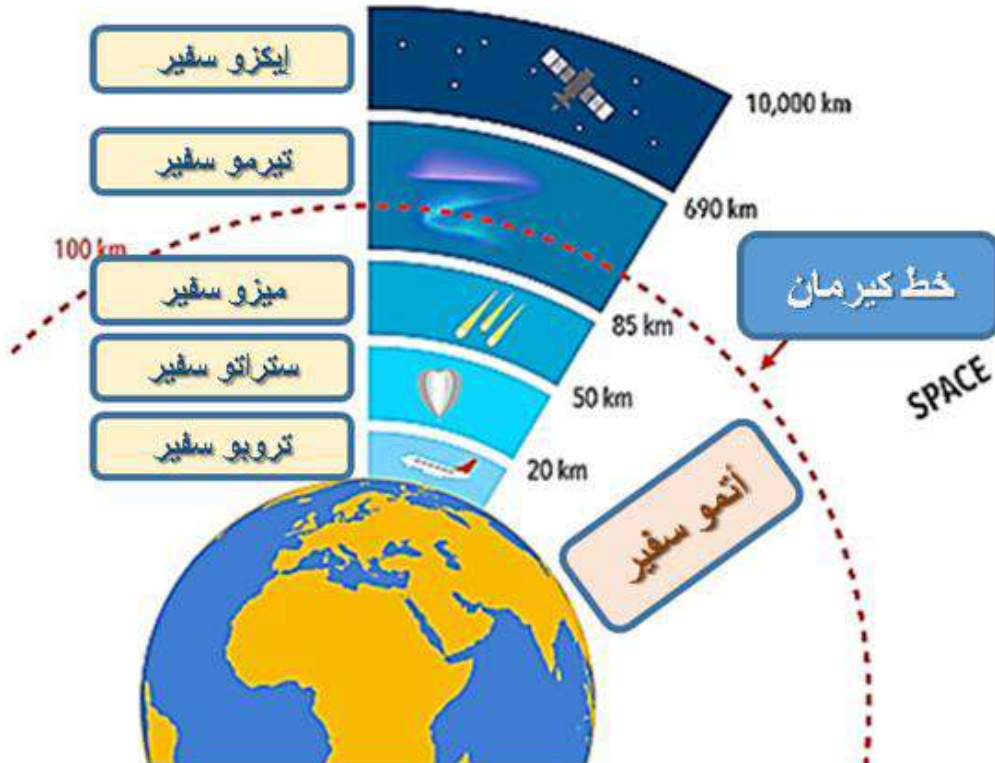 إيكزو سفير
10,000 km
تيرمو سفير
690 km
100 km
خط كيرمان
ميزو سفير
85 km
ستراتو سفير
50 km
SPACE
تروبو سفير
20 km
أتمو سفير